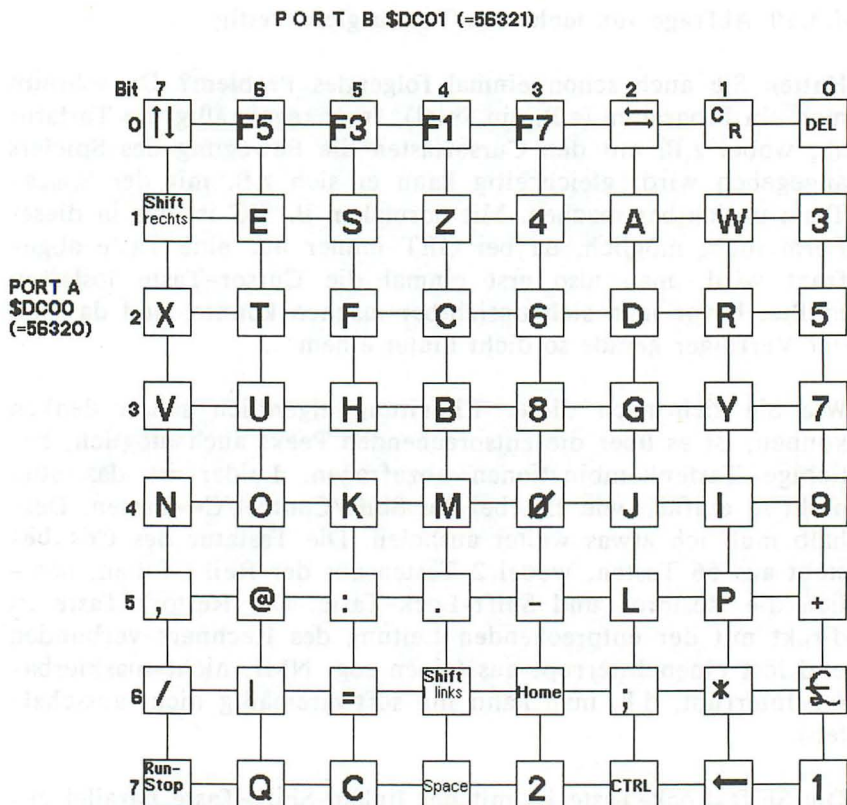 PORT B $DC01 (=56321)
Bit 7 6 5 4 3 2 1 0
0 ↑↓ F5 F3 F1 F7 ⇆ CR DEL
Shift
1 rechts E S Z 4 A W 3
PORT A
$DC00
(=56320)
2 X T F C 6 D R 5
3 V U H B 8 G Y 7
4 N O K M Ø J I 9
5 , @ : . - L P +
Shift
6 / ↑ = links Home ; * £
Run-
7 Stop Q C Space 2 CTRL ← 1